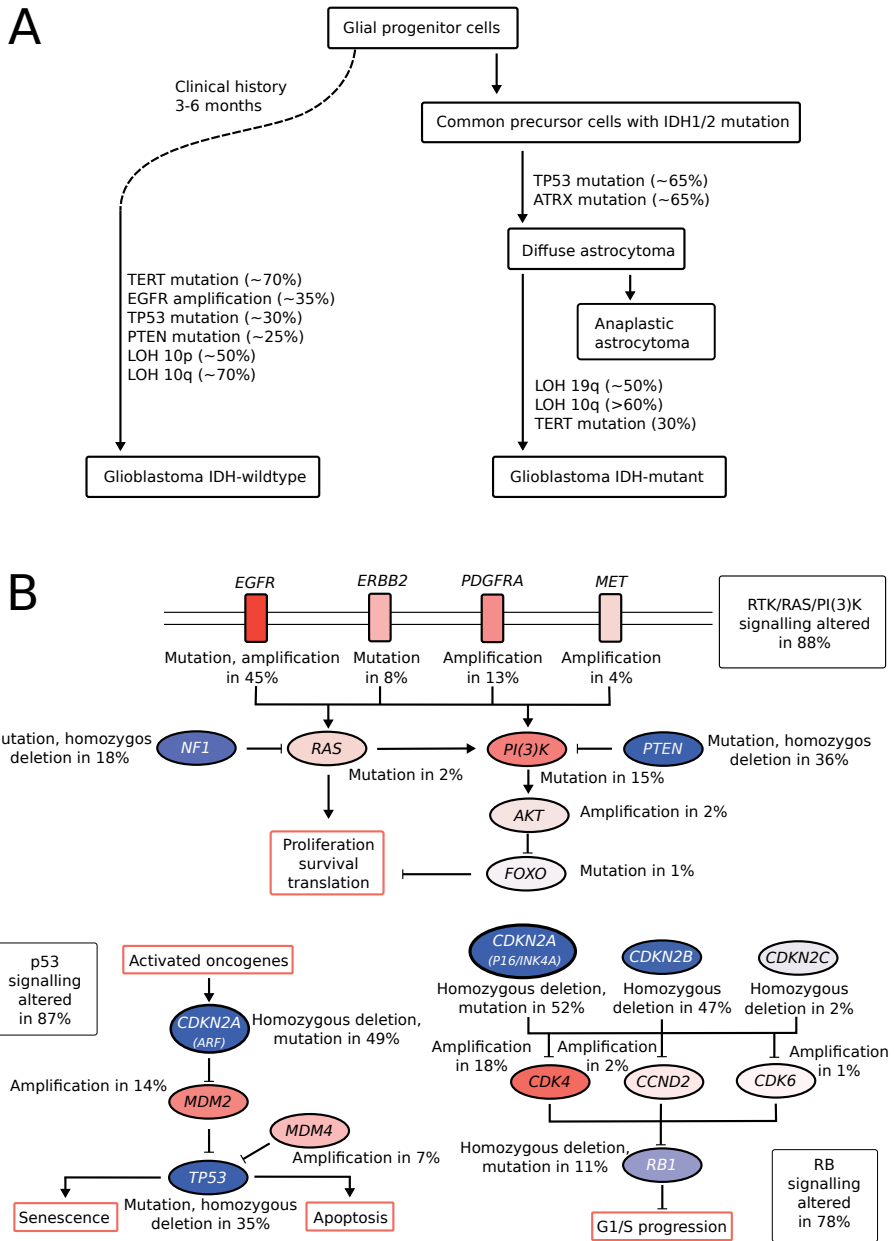 A
Glial progenitor cells
Clinical history
3-6 months
Common precursor cells with IDH1/2 mutation
TP53 mutation (~65%)
ATRX mutation (~65%)
Diffuse astrocytoma
TERT mutation (~70%)
EGFR amplification (~35%)
TP53 mutation (~30%)
PTEN mutation (~25%)
LOH 10p (~50%)
LOH 10q (~70%)
Anaplastic
astrocytoma
LOH 19q (~50%)
LOH 10q (>60%)
TERT mutation (30%)
Glioblastoma IDH-wildtype
Glioblastoma IDH-mutant
B
EGFR
ERBB2
PDGFRA
MET
RTK/RAS/PI(3)K
signalling altered
in 88%
Mutation, amplification
in 45%
Mutation
in 8%
Amplification
in 13%
Amplification
in 4%
utation, homozygos
deletion in 18%
NF1
RAS
PI(3)K
PTEN
Mutation, homozygos
deletion in 36%
Mutation in 2%
Mutation in 15%
AKT
Amplification in 2%
Proliferation
survival
translation
FOXO
Mutation in 1%
p53
signalling
altered
in 87%
Activated oncogenes
CDKN2A
(ARF)
Homozygous deletion,
mutation in 49%
Amplification in 14%
MDM2
MDM4
Amplification in 7%
TP53
Mutation, homozygous
deletion in 35%
Senescence
Apoptosis
CDKN2A
(P16/INK4A)
CDKN2B
CDKN2C
Homozygous deletion,
mutation in 52%
Homozygous
deletion in 47%
Homozygous
deletion in 2%
Amplification
in 18%
Amplification
in 2%
Amplification
in 1%
CDK4
CCND2
CDK6
Homozygous deletion,
mutation in 11%
RB1
G1/S progression
RB
signalling
altered
in 78%